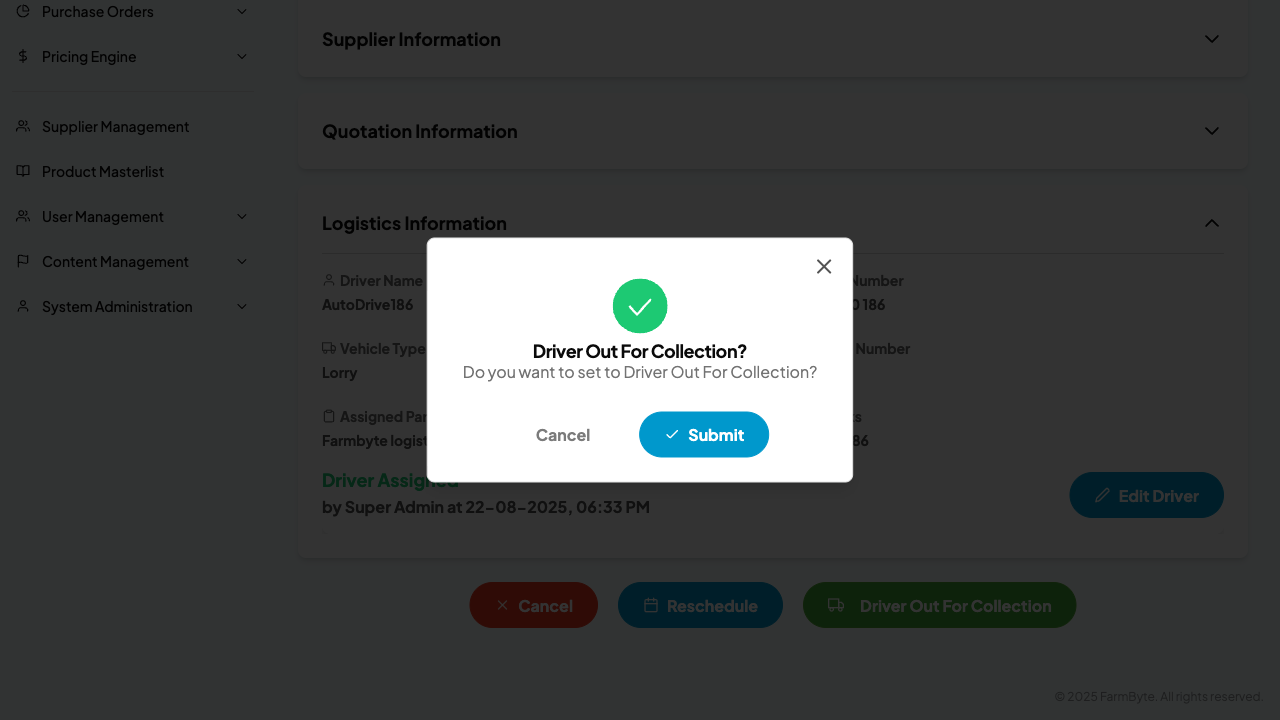 Purchase Orders
Pricing Engine
Supplier Management
Product Masterlist
User Management
Content Management
System Administration
Supplier Information
Quotation Information
Logistics Information
Driver Name
Number
AutoDrive186
186
Vehicle Type
Number
Lorry
Assigned
Farmbyte
86
Driver Assigned
by Super Admin at 22-08-2025, 06:33 PM
Edit Driver
Driver Out For Collection?
Do you want to set to Driver Out For Collection?
Cancel
Submit
Cancel
Reschedule
Driver Out For Collection
© 2025 FarmByte. All rights reserved.